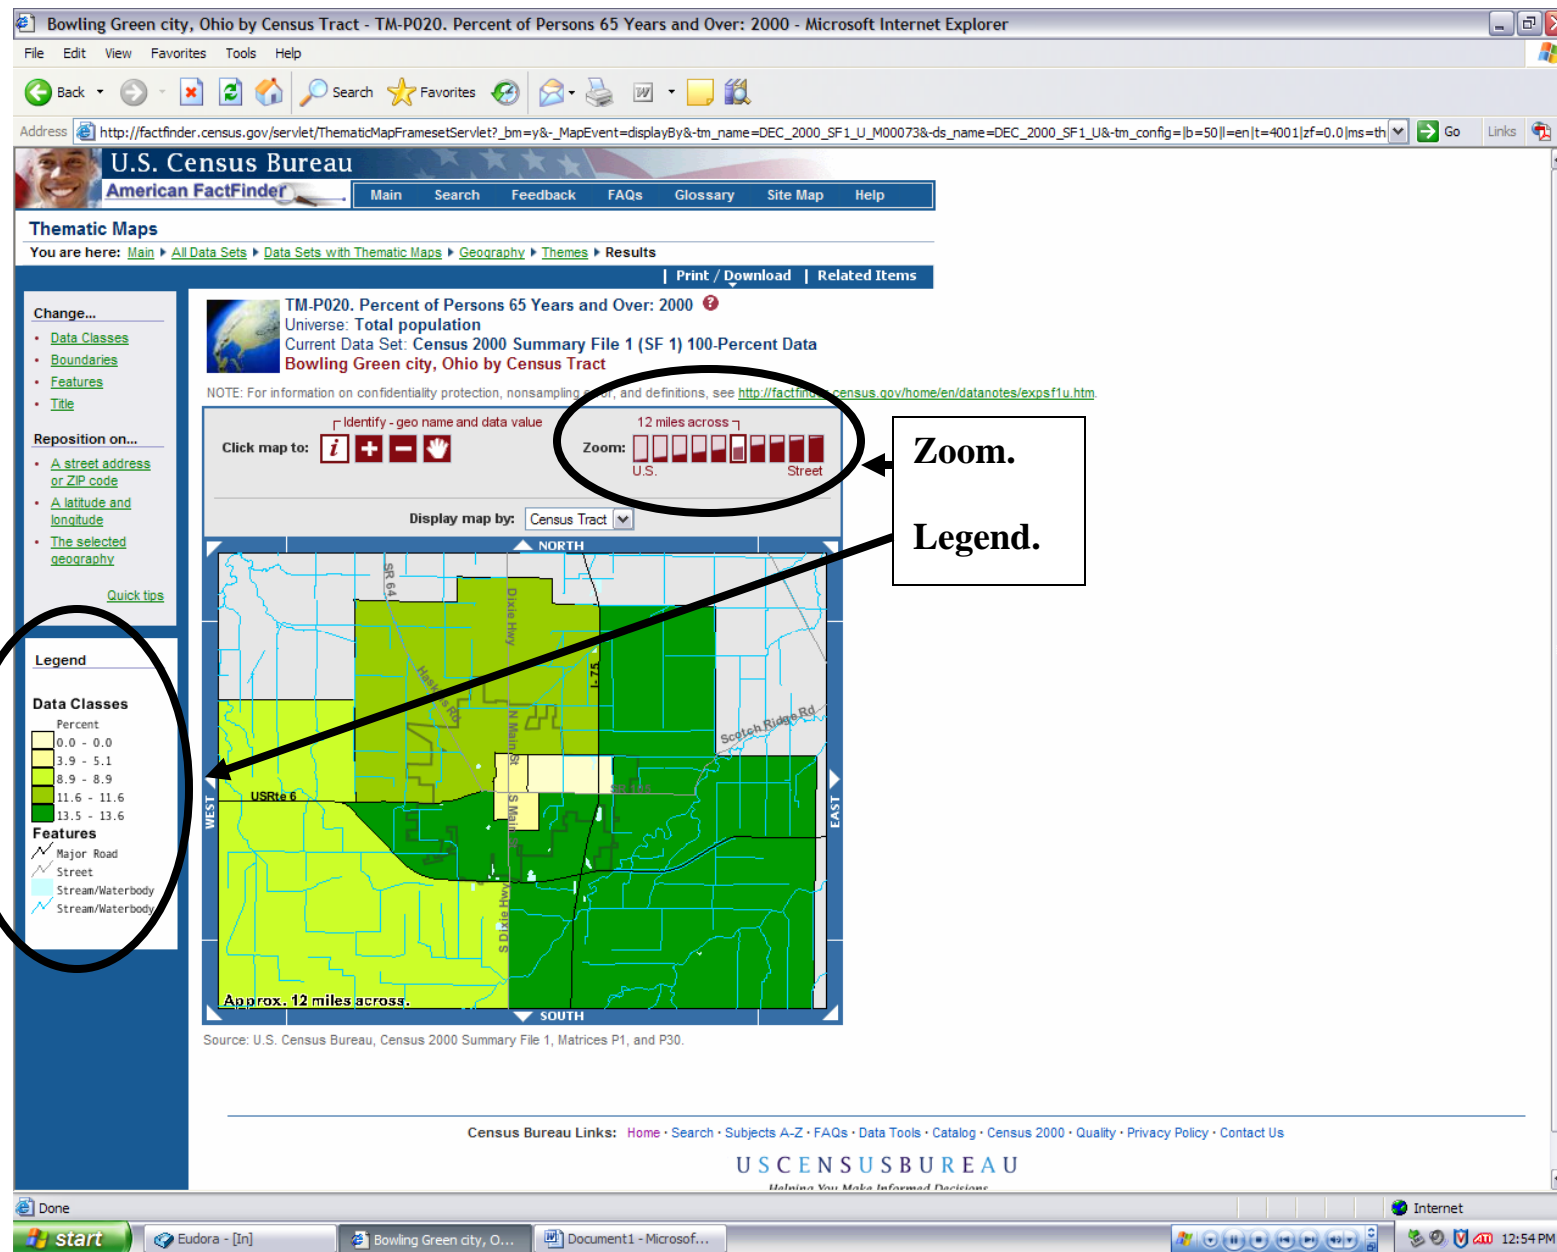 Bowling Green city, Ohio by Census Tract - TM-P020. Percent of Persons 65 Years and Over: 2000 - Microsoft Internet Explorer
File Edit View Favorites Tools Help
Back Search Favorites
Address http://factfinder.census.gov/servlet/ThematicMapFramesetServlet?_bm=y&-_MapEvent=displayBy&-tm_name=DEC_2000_SF1_U_M00073&-ds_name=DEC_2000_SF1_U&-tm_config=|b=50|l=en|t=4001|zf=0.0|ms=th Go Links
U.S. Census Bureau
American FactFinder
Main Search Feedback FAQs Glossary Site Map Help
Thematic Maps
You are here: Main All Data Sets Data Sets with Thematic Maps Geography Themes Results
| Print / Download | Related Items
Change...
Data Classes
Boundaries
Features
Title
Reposition on...
A street address
or ZIP code
A latitude and
longitude
The selected
geography
Quick tips
TM-P020. Percent of Persons 65 Years and Over: 2000
Universe: Total population
Current Data Set: Census 2000 Summary File 1 (SF 1) 100-Percent Data
Bowling Green city, Ohio by Census Tract
NOTE: For information on confidentiality protection, nonsampling error, and definitions, see http://factfinder.census.gov/home/en/datanotes/expsf1u.htm.
Identify - geo name and data value
12 miles across
Click map to: i + -
Zoom:
U.S. Street
Display map by: Census Tract
Zoom.
Legend.
NORTH
SR 64
Dixie Hwy
I-75
Haskins Rd
N Main St
Scotch Ridge Rd
USRte 6
S Main
WEST
EAST
S Dixie Hwy
Approx. 12 miles across.
SOUTH
Legend
Data Classes
Percent
0.0 - 0.0
3.9 - 5.1
8.9 - 8.9
11.6 - 11.6
13.5 - 13.6
Features
Major Road
Street
Stream/Waterbody
Stream/Waterbody
Source: U.S. Census Bureau, Census 2000 Summary File 1, Matrices P1, and P30.
Census Bureau Links: Home · Search · Subjects A-Z · FAQs · Data Tools · Catalog · Census 2000 · Quality · Privacy Policy · Contact Us
USCENSUSBUREAU
Helping You Make Informed Decisions
Done Internet
start Eudora - [In] Bowling Green city, O... Document1 - Microsof... 12:54 PM